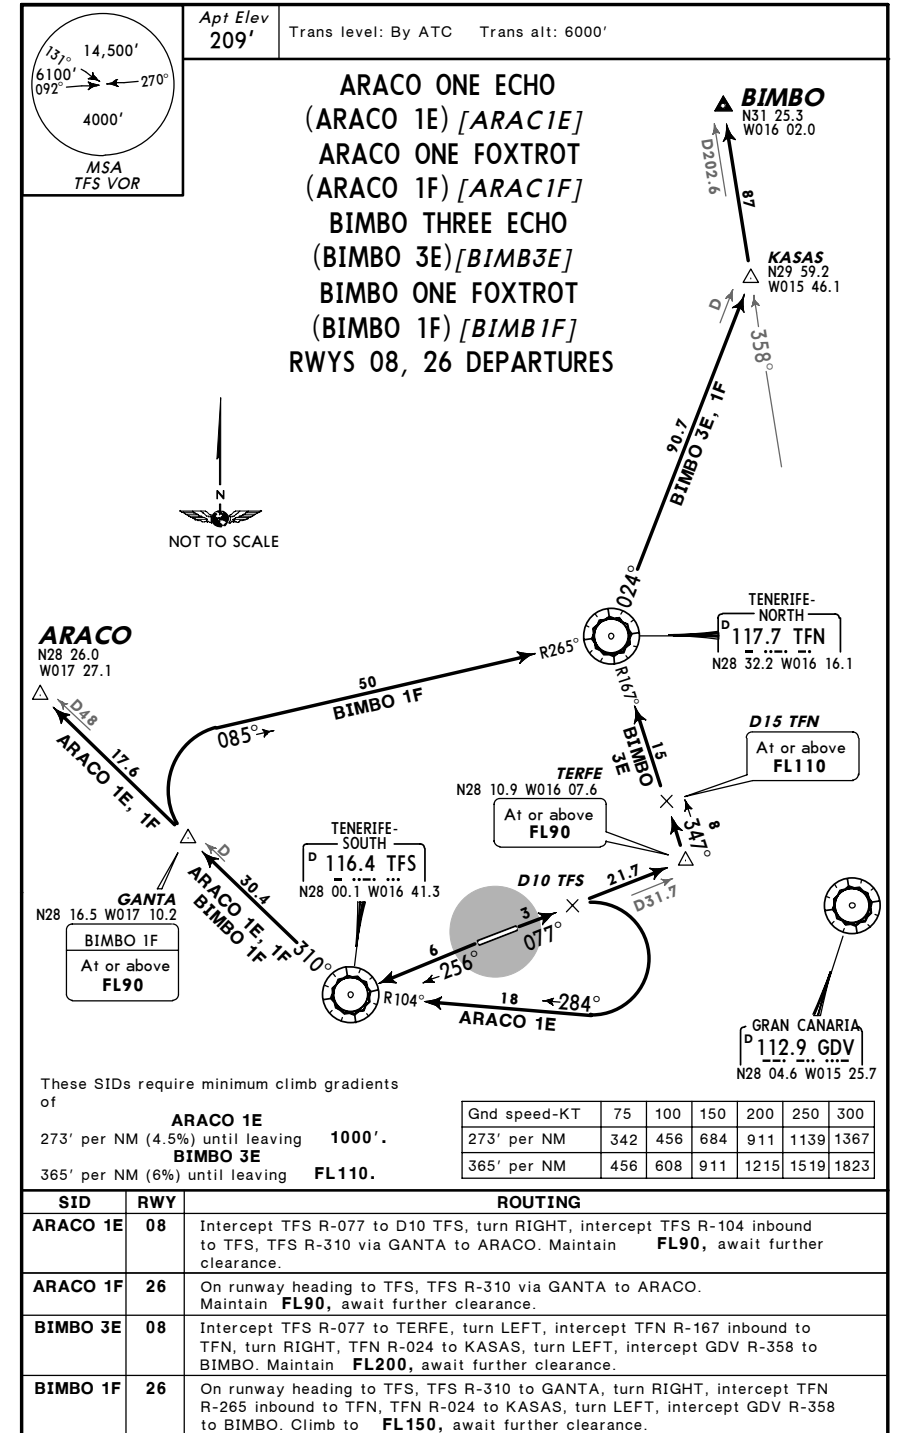 Apt Elev
209'
Trans level: By ATC Trans alt: 6000'
131°
14,500'
6100'
092°
270°
4000'
MSA
TFS VOR
ARACO ONE ECHO
(ARACO 1E) [ARAC1E]
ARACO ONE FOXTROT
(ARACO 1F) [ARAC1F]
BIMBO THREE ECHO
(BIMBO 3E) [BIMB3E]
BIMBO ONE FOXTROT
(BIMBO 1F) [BIMB1F]
RWYS 08, 26 DEPARTURES
BIMBO
N31 25.3
W016 02.0
D202.6
87
KASAS
N29 59.2
W015 46.1
D
358°
90.7
BIMBO 3E, 1F
N
NOT TO SCALE
024°
TENERIFE-
NORTH
D 117.7 TFN
N28 32.2 W016 16.1
ARACO
N28 26.0
W017 27.1
D48
17.6
ARACO 1E, 1F
50
BIMBO 1F
085°
R265°
R167°
15
BIMBO
3E
D15 TFN
At or above
FL110
TERFE
N28 10.9 W016 07.6
At or above
FL90
8
347°
GANTA
N28 16.5 W017 10.2
BIMBO 1F
At or above
FL90
D
30.4
ARACO 1E, 1F
BIMBO 1F
310°
TENERIFE-
SOUTH
D 116.4 TFS
N28 00.1 W016 41.3
D10 TFS
21.7
D31.7
3
077°
6
256°
R104°
18
284°
ARACO 1E
GRAN CANARIA
D 112.9 GDV
N28 04.6 W015 25.7
These SIDs require minimum climb gradients
of
ARACO 1E
273' per NM (4.5%) until leaving 1000'.
BIMBO 3E
365' per NM (6%) until leaving FL110.
Gnd speed-KT 75 100 150 200 250 300
273' per NM 342 456 684 911 1139 1367
365' per NM 456 608 911 1215 1519 1823
SID RWY ROUTING
ARACO 1E 08 Intercept TFS R-077 to D10 TFS, turn RIGHT, intercept TFS R-104 inbound
to TFS, TFS R-310 via GANTA to ARACO. Maintain FL90, await further
clearance.
ARACO 1F 26 On runway heading to TFS, TFS R-310 via GANTA to ARACO.
Maintain FL90, await further clearance.
BIMBO 3E 08 Intercept TFS R-077 to TERFE, turn LEFT, intercept TFN R-167 inbound to
TFN, turn RIGHT, TFN R-024 to KASAS, turn LEFT, intercept GDV R-358 to
BIMBO. Maintain FL200, await further clearance.
BIMBO 1F 26 On runway heading to TFS, TFS R-310 to GANTA, turn RIGHT, intercept TFN
R-265 inbound to TFN, TFN R-024 to KASAS, turn LEFT, intercept GDV R-358
to BIMBO. Climb to FL150, await further clearance.